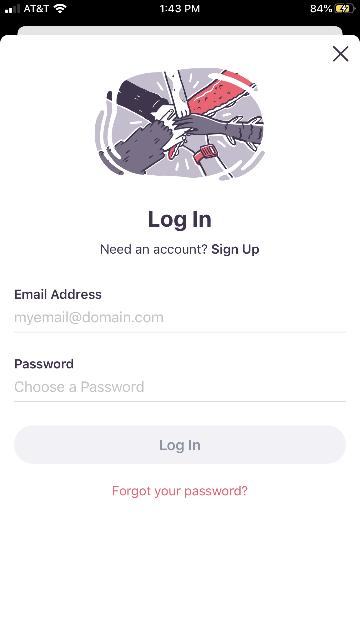 AT&T 1:43 PM 84%
Log In
Need an account? Sign Up
Email Address
myemail@domain.com
Password
Choose a Password
Log In
Forgot your password?